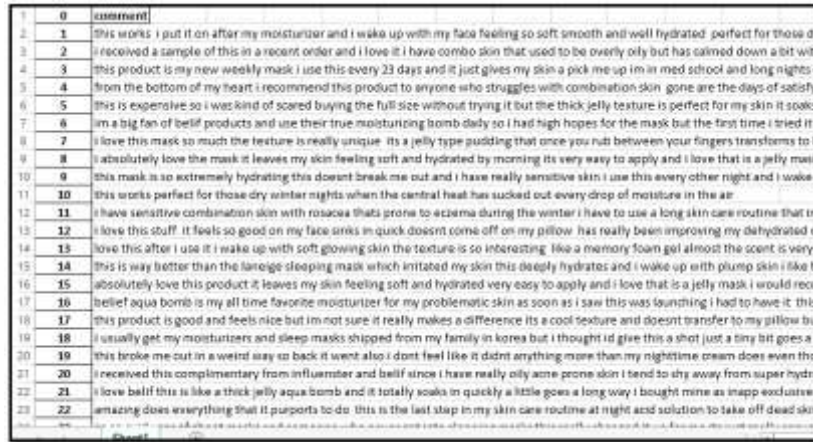 1 0 comment
2 1 this works i put it on after my moisturizer and i wake up with my face feeling so soft smooth and well hydrated perfect for those d
3 2 i received a sample of this in a recent order and i love it i have combo skin that used to be overly oily but has calmed down a bit wit
4 3 this product is my new weekly mask i use this every 23 days and it just gives my skin a pick me up im in med school and long nights
5 4 from the bottom of my heart i recommend this product to anyone who struggles with combination skin gone are the days of satisfy
6 5 this is expensive so i was kind of scared buying the full size without trying it but the thick jelly texture is perfect for my skin it soaks
7 6 im a big fan of belif products and use their true moisturizing bomb daily so i had high hopes for the mask but the first time i tried it
8 7 i love this mask so much the texture is really unique its a jelly type pudding that once you rub between your fingers transforms to
9 8 i absolutely love the mask it leaves my skin feeling soft and hydrated by morning its very easy to apply and i love that is a jelly mas
10 9 this mask is so extremely hydrating this doesnt break me out and i have really sensitive skin i use this every other night and i wake
11 10 this works perfect for those dry winter nights when the central heat has sucked out every drop of moisture in the air
12 11 i have sensitive combination skin with rosacea thats prone to eczema during the winter i have to use a long skin care routine that in
13 12 i love this stuff it feels so good on my face sinks in quick doesnt come off on my pillow has really been improving my dehydrated
14 13 love this after i use it i wake up with soft glowing skin the texture is so interesting like a memory foam gel almost the scent is very
15 14 this is way better than the laneige sleeping mask which irritated my skin this deeply hydrates and i wake up with plump skin i like
16 15 absolutely love this product it leaves my skin feeling soft and hydrated very easy to apply and i love that is a jelly mask i would rec
17 16 belief aqua bomb is my all time favorite moisturizer for my problematic skin as soon as i saw this was launching i had to have it this
18 17 this product is good and feels nice but im not sure it really makes a difference its a cool texture and doesnt transfer to my pillow bu
19 18 i usually get my moisturizers and sleep masks shipped from my family in korea but i thought id give this a shot just a tiny bit goes a
20 19 this broke me out in a weird way so back it went also i dont feel like it didnt anything more than my nighttime cream does even tho
21 20 i received this complimentary from influenster and belif since i have really oily acne prone skin i tend to shy away from super hydr
22 21 i love belif this is like a thick jelly aqua bomb and it totally soaks in quickly a little goes a long way i bought mine as inapp exclusive
23 22 amazing does everything that it purports to do this is the last step in my skin care routine at night acid solution to take off dead skin